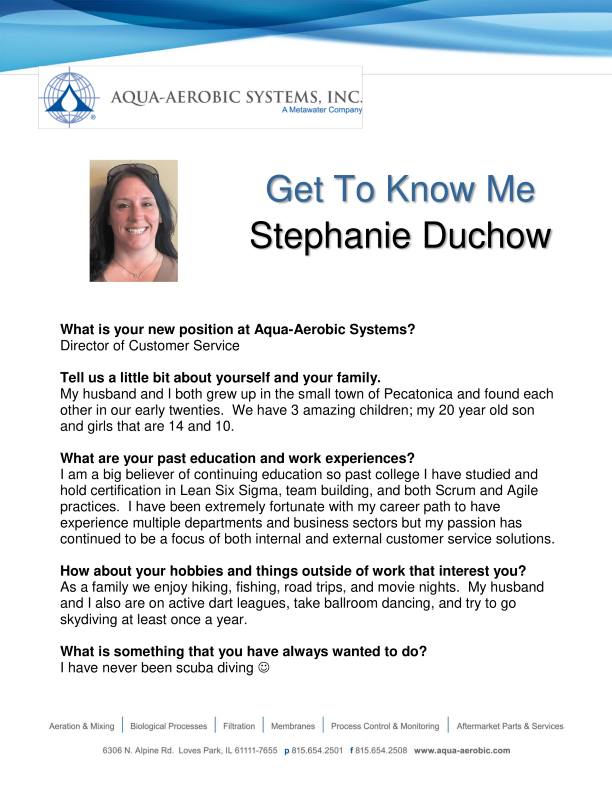 AQUA-AEROBIC SYSTEMS, INC.
A Metawater Company
®
Get To Know Me
Stephanie Duchow
What is your new position at Aqua-Aerobic Systems?
Director of Customer Service
Tell us a little bit about yourself and your family.
My husband and I both grew up in the small town of Pecatonica and found each
other in our early twenties.  We have 3 amazing children; my 20 year old son
and girls that are 14 and 10.
What are your past education and work experiences?
I am a big believer of continuing education so past college I have studied and
hold certification in Lean Six Sigma, team building, and both Scrum and Agile
practices.  I have been extremely fortunate with my career path to have
experience multiple departments and business sectors but my passion has
continued to be a focus of both internal and external customer service solutions.
How about your hobbies and things outside of work that interest you?
As a family we enjoy hiking, fishing, road trips, and movie nights.  My husband
and I also are on active dart leagues, take ballroom dancing, and try to go
skydiving at least once a year.
What is something that you have always wanted to do?
I have never been scuba diving ☺
Aeration & Mixing | Biological Processes | Filtration | Membranes | Process Control & Monitoring | Aftermarket Parts & Services
6306 N. Alpine Rd.  Loves Park, IL 61111-7655  p 815.654.2501  f 815.654.2508  www.aqua-aerobic.com